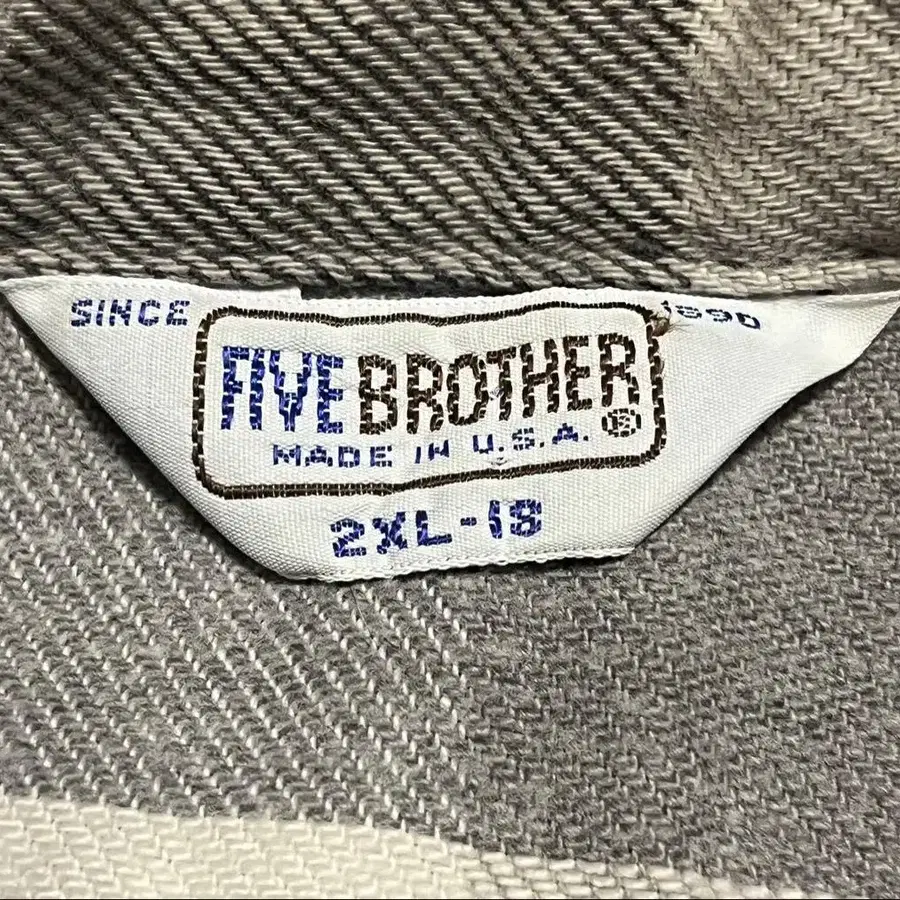 SINCE 1890
FIVE BROTHER
MADE IN U.S.A. ®
2XL-18